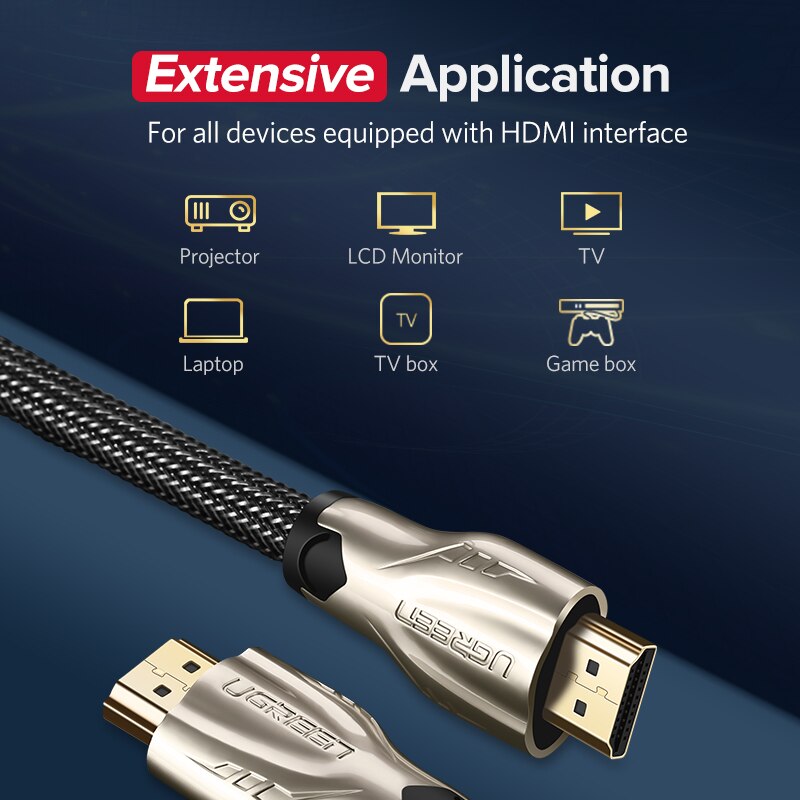 Extensive Application
For all devices equipped with HDMI interface
Projector
LCD Monitor
TV
Laptop
TV
TV box
Game box
UGREEN
UGREEN